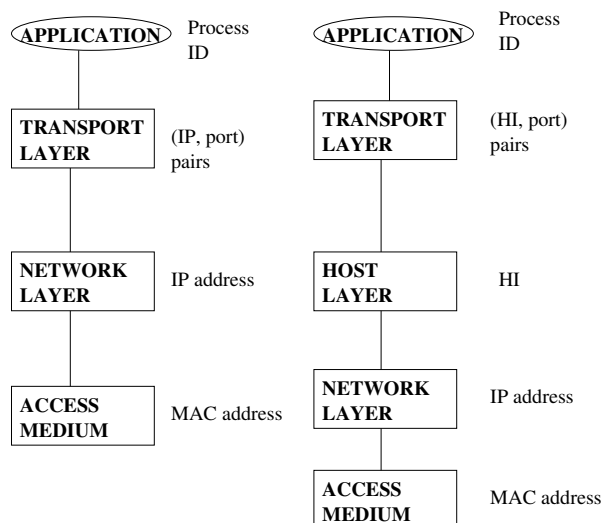 APPLICATION
Process
ID
TRANSPORT
LAYER
(IP, port)
pairs
NETWORK
LAYER
IP address
ACCESS
MEDIUM
MAC address
APPLICATION
Process
ID
TRANSPORT
LAYER
(HI, port)
pairs
HOST
LAYER
HI
NETWORK
LAYER
IP address
ACCESS
MEDIUM
MAC address